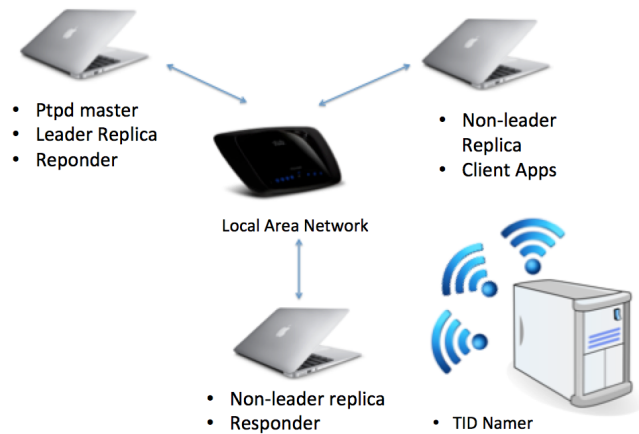 • Ptpd master
• Leader Replica
• Reponder
• Non-leader
Replica
• Client Apps
Local Area Network
• Non-leader replica
• Responder
• TID Namer